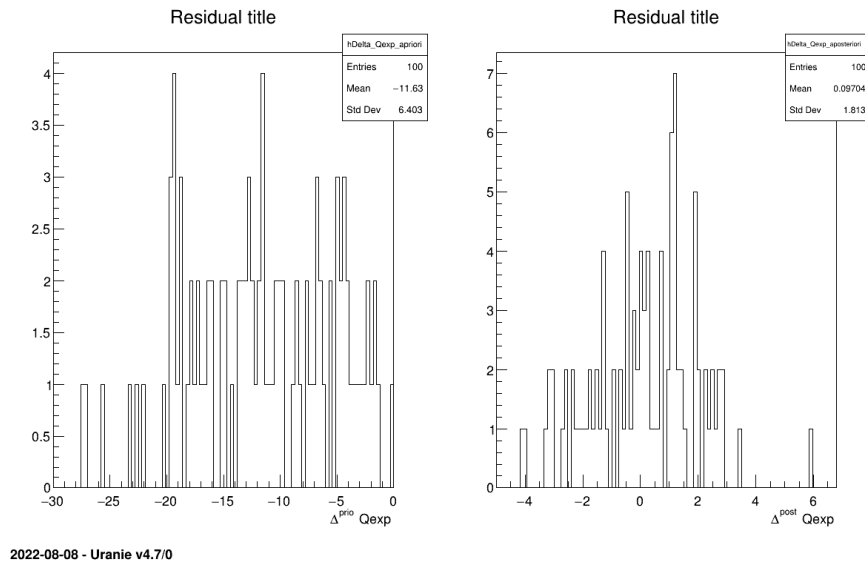 Residual title
hDelta_Qexp_apriori
Entries 100
Mean −11.63
Std Dev 6.403
4
3.5
3
2.5
2
1.5
1
0.5
0
−30 −25 −20 −15 −10 −5 0
Δprio Qexp
Residual title
hDelta_Qexp_aposteriori
Entries 100
Mean 0.09704
Std Dev 1.813
7
6
5
4
3
2
1
0
−4 −2 0 2 4 6
Δpost Qexp
2022-08-08 - Uranie v4.7/0